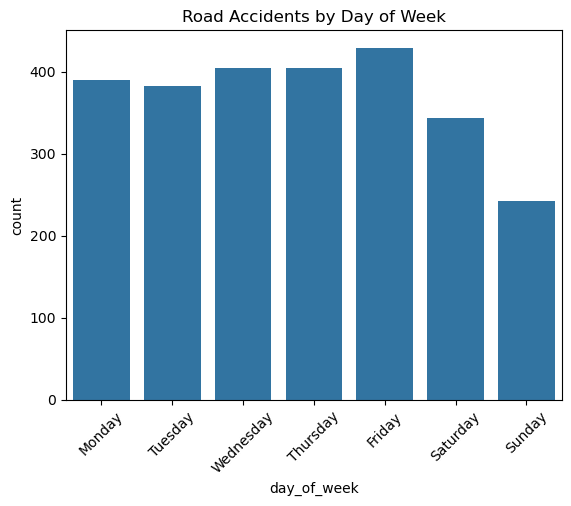 Road Accidents by Day of Week
count
400
300
200
100
0
Monday
Tuesday
Wednesday
Thursday
Friday
Saturday
Sunday
day_of_week